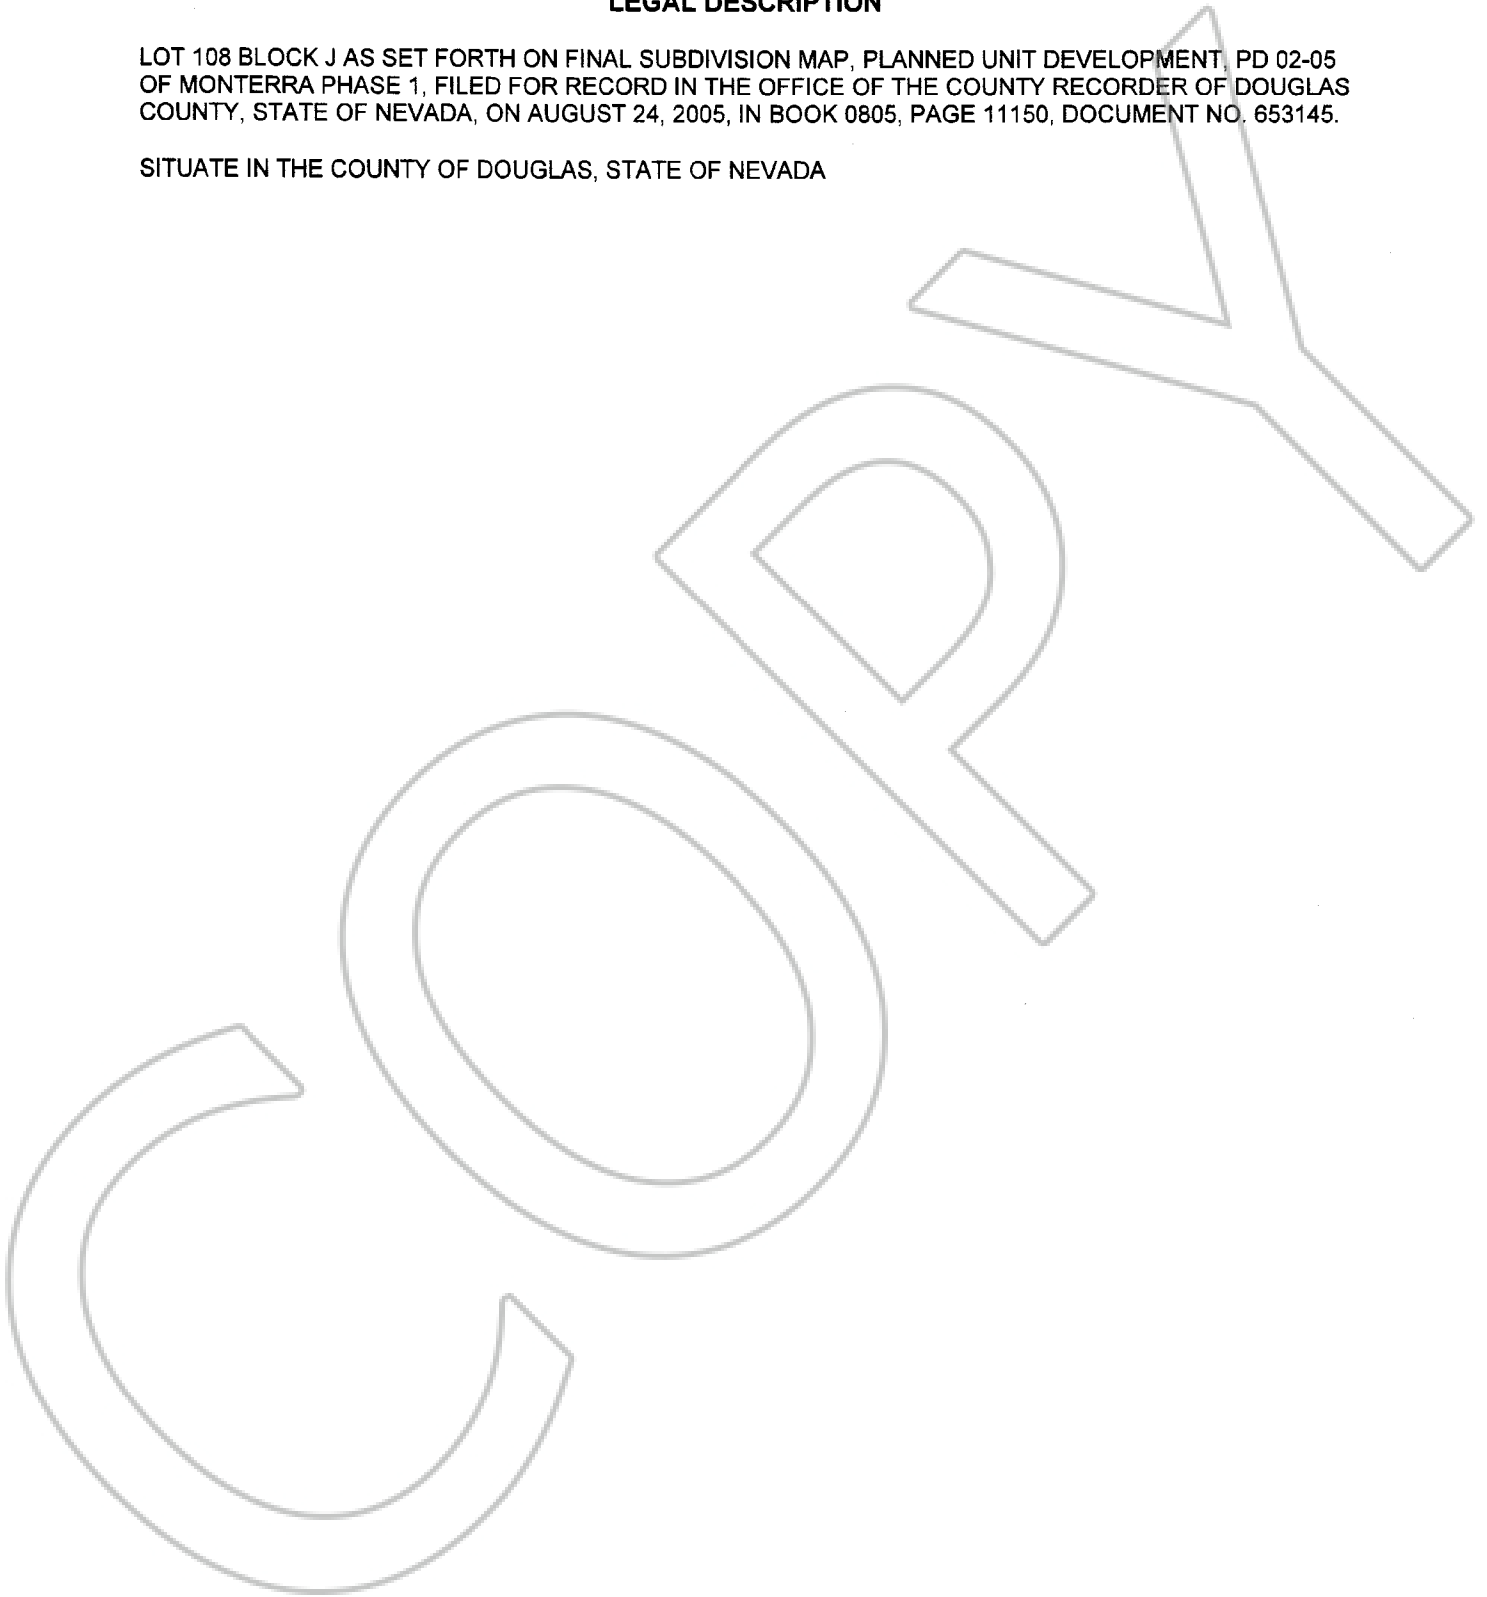 LEGAL DESCRIPTION
LOT 108 BLOCK J AS SET FORTH ON FINAL SUBDIVISION MAP, PLANNED UNIT DEVELOPMENT, PD 02-05
OF MONTERRA PHASE 1, FILED FOR RECORD IN THE OFFICE OF THE COUNTY RECORDER OF DOUGLAS
COUNTY, STATE OF NEVADA, ON AUGUST 24, 2005, IN BOOK 0805, PAGE 11150, DOCUMENT NO. 653145.
SITUATE IN THE COUNTY OF DOUGLAS, STATE OF NEVADA
COPY